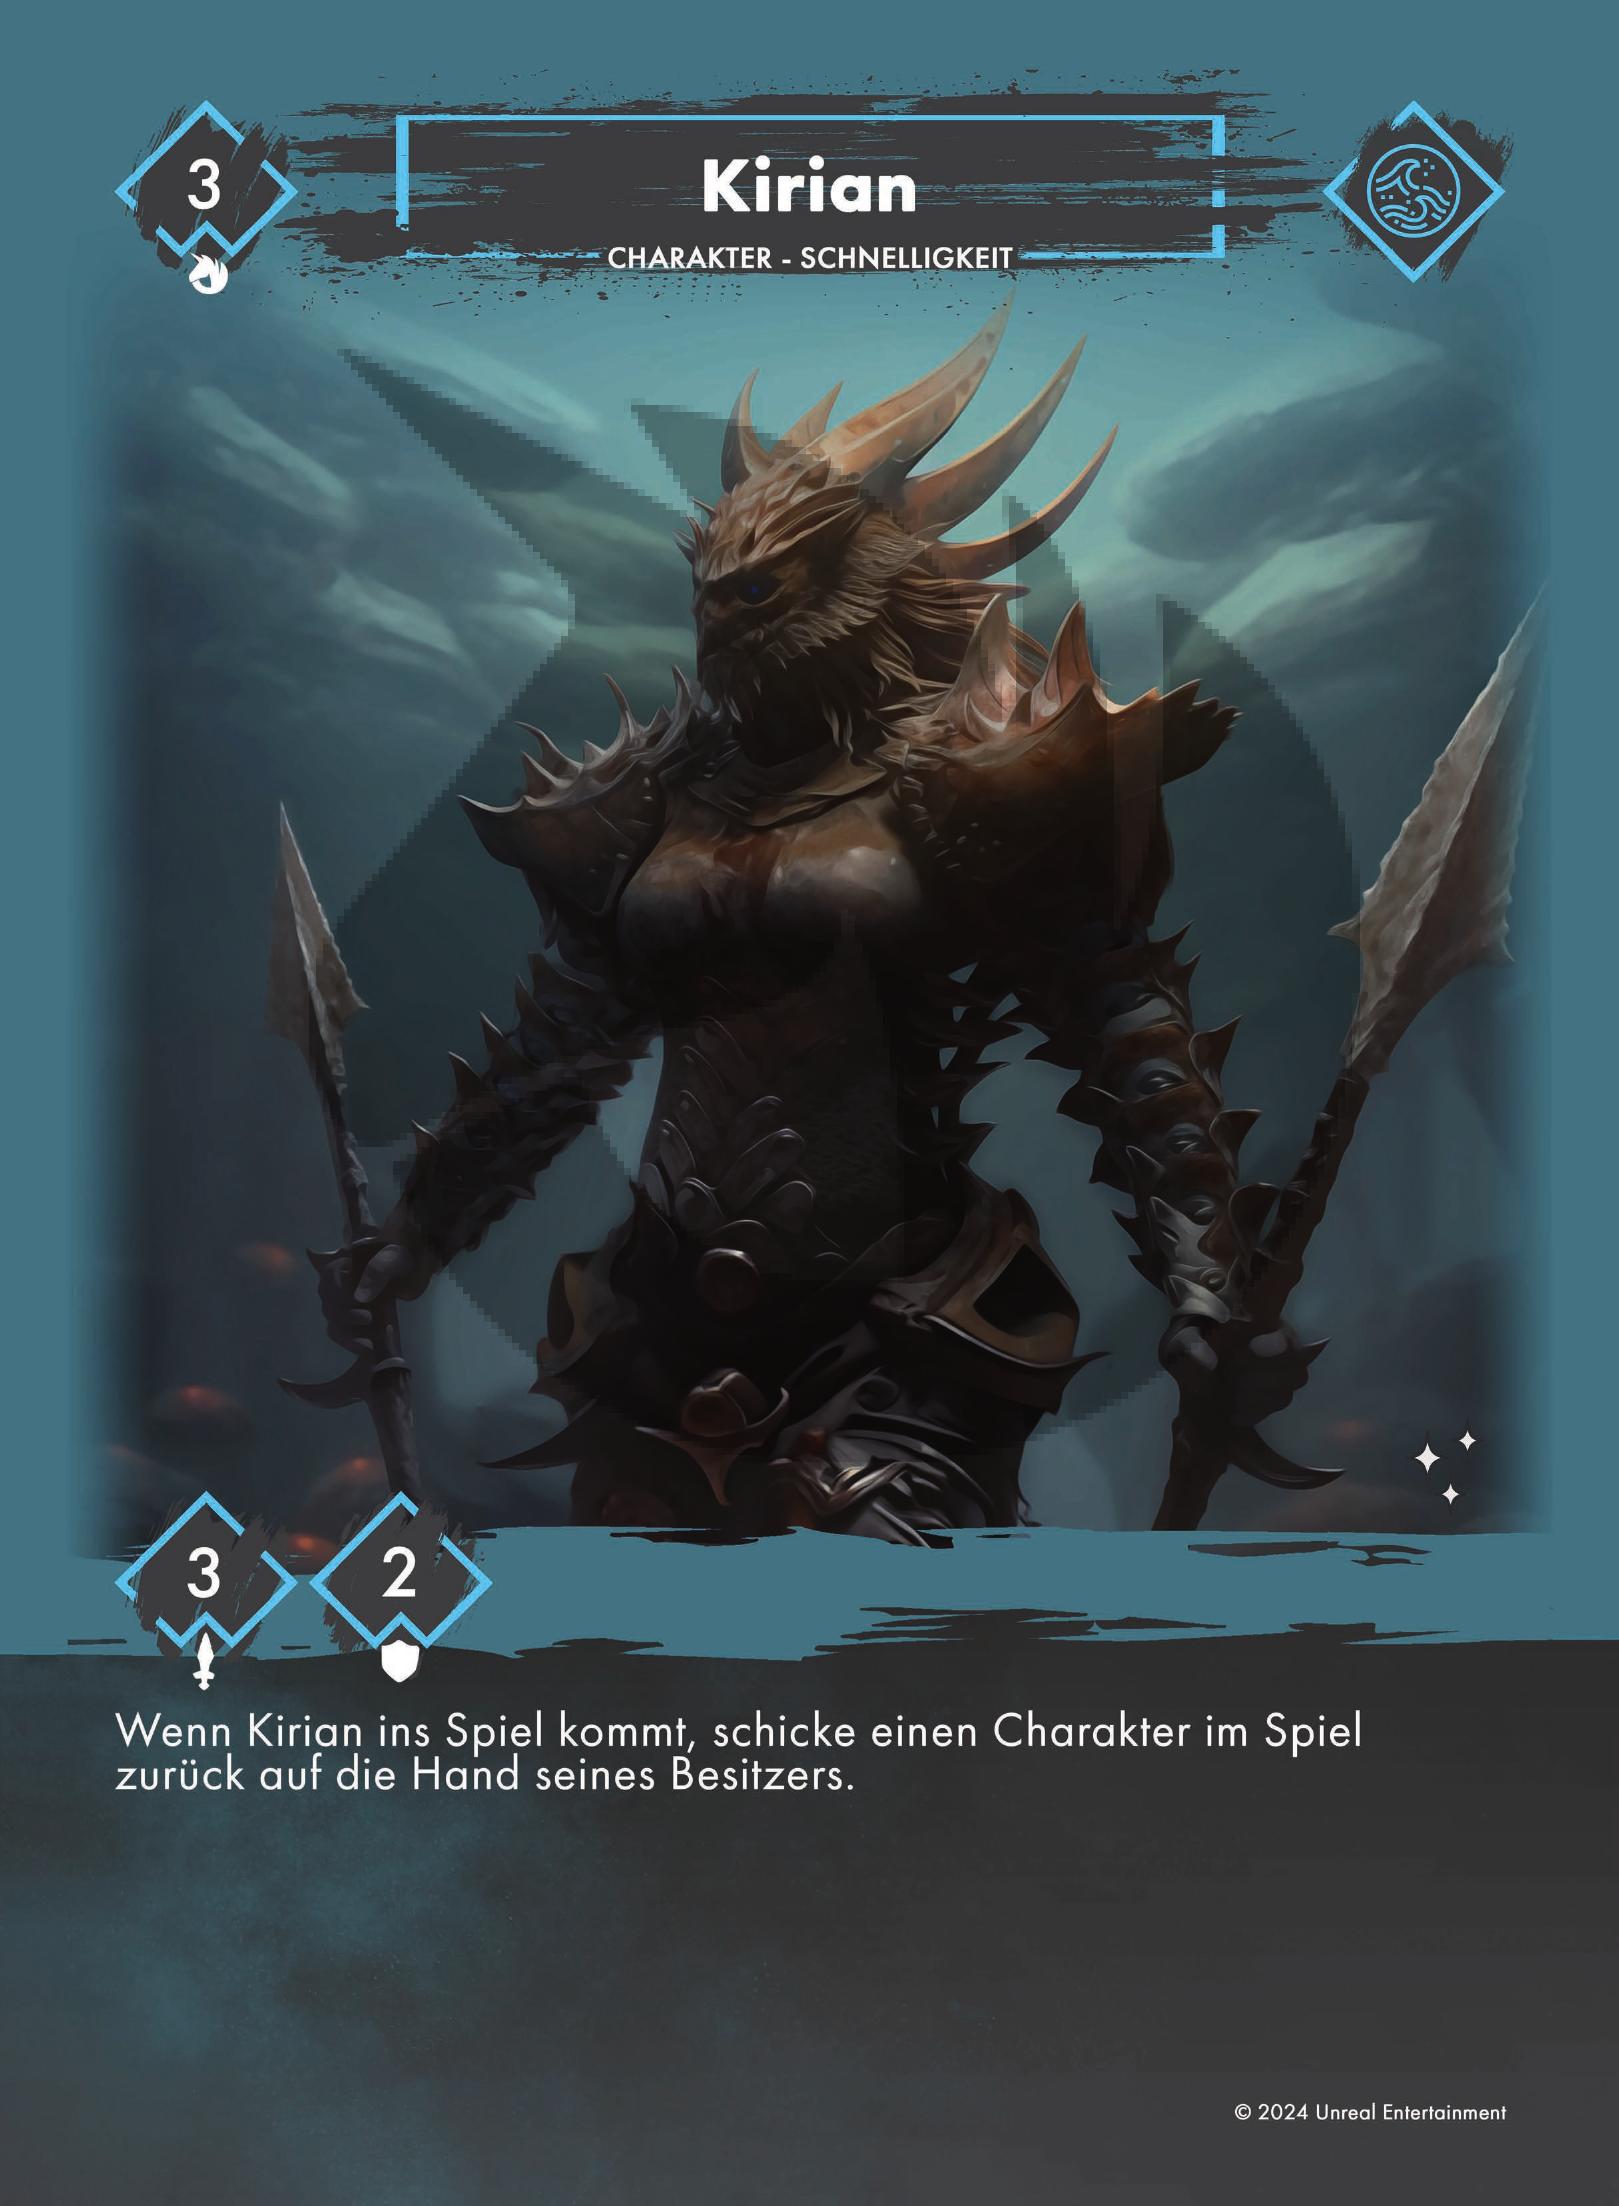 3
Kirian
CHARAKTER - SCHNELLIGKEIT
3
2
Wenn Kirian ins Spiel kommt, schicke einen Charakter im Spiel
zurück auf die Hand seines Besitzers.
© 2024 Unreal Entertainment